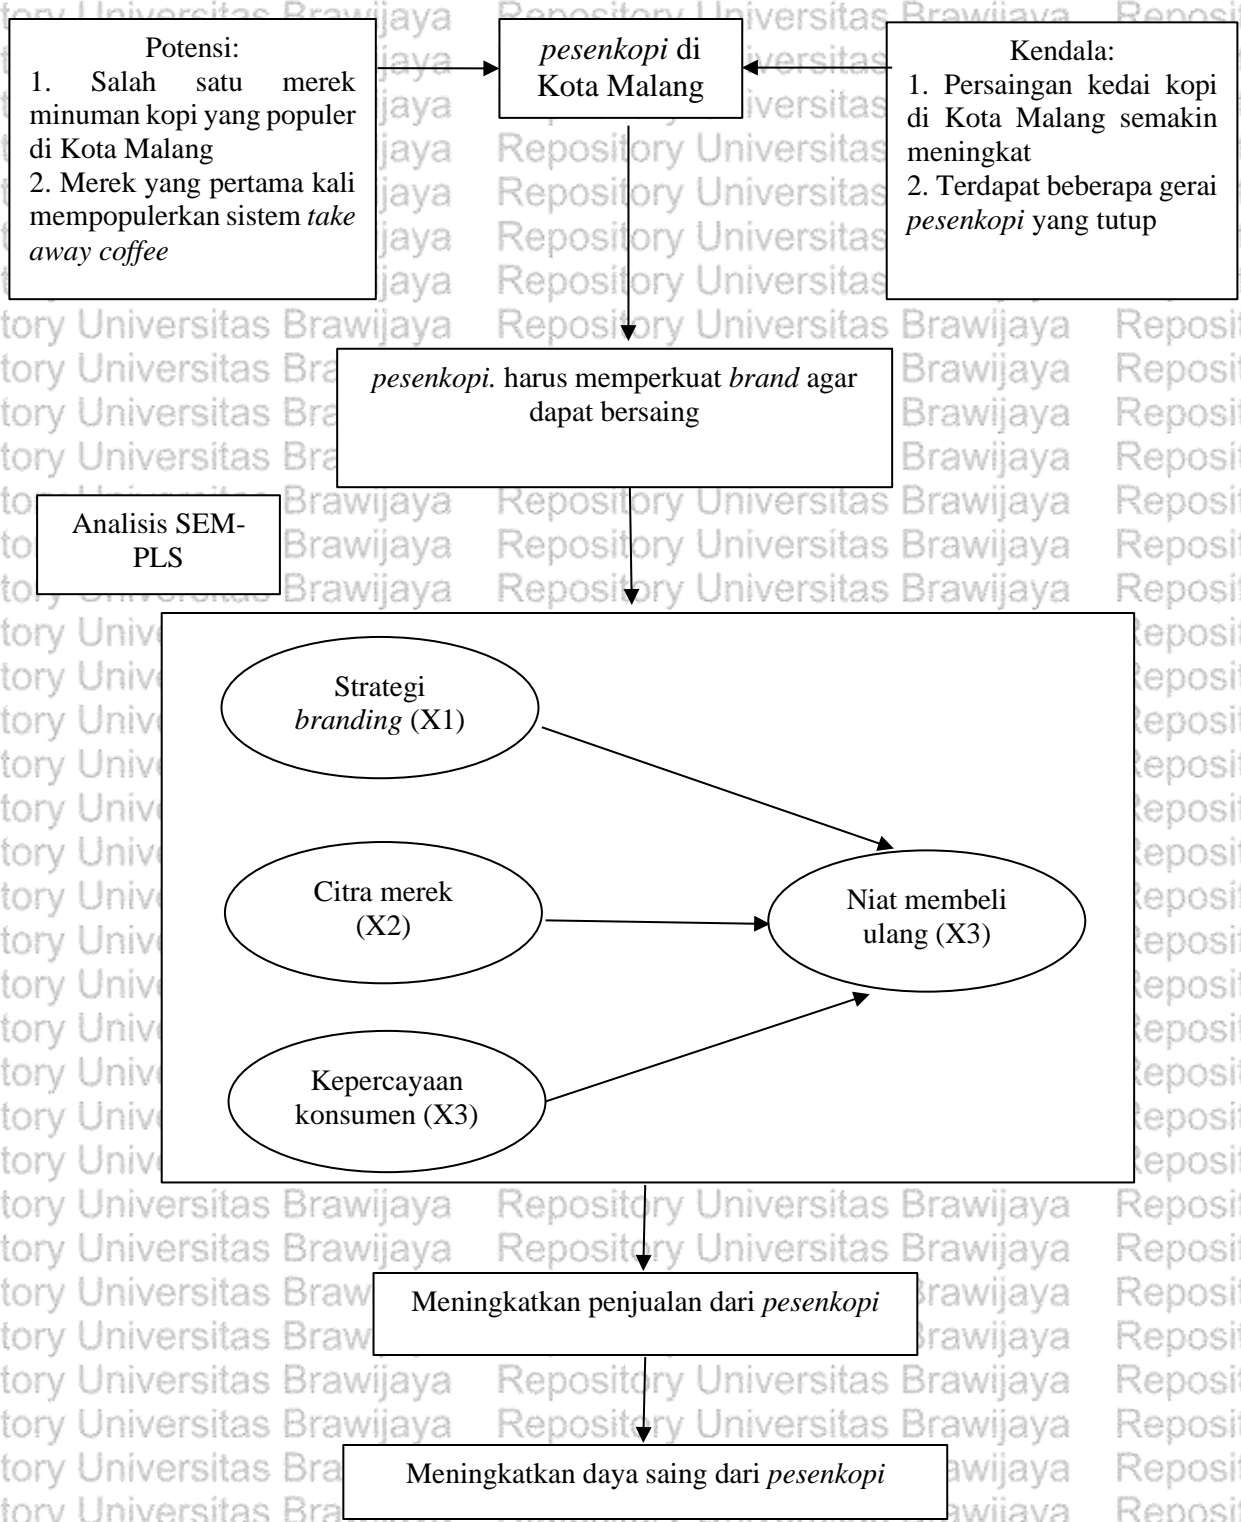 Potensi:
1. Salah satu merek
minuman kopi yang populer
di Kota Malang
2. Merek yang pertama kali
mempopulerkan sistem take
away coffee
pesenkopi di
Kota Malang
Kendala:
1. Persaingan kedai kopi
di Kota Malang semakin
meningkat
2. Terdapat beberapa gerai
pesenkopi yang tutup
pesenkopi. harus memperkuat brand agar
dapat bersaing
Analisis SEM-
PLS
Strategi
branding (X1)
Citra merek
(X2)
Kepercayaan
konsumen (X3)
Niat membeli
ulang (X3)
Meningkatkan penjualan dari pesenkopi
Meningkatkan daya saing dari pesenkopi
Repository Universitas Brawijaya